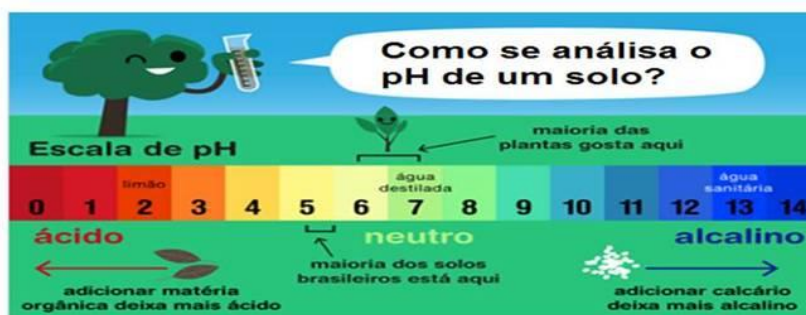 Como se análisa o
pH de um solo?
maioria das
plantas gosta aqui
Escala de pH
limão
água
destilada
água
sanitária
0 1 2 3 4 5 6 7 8 9 10 11 12 13 14
ácido
neutro
alcalino
maioria dos solos
brasileiros está aqui
adicionar matéria
orgânica deixa mais ácido
adicionar calcário
deixa mais alcalino